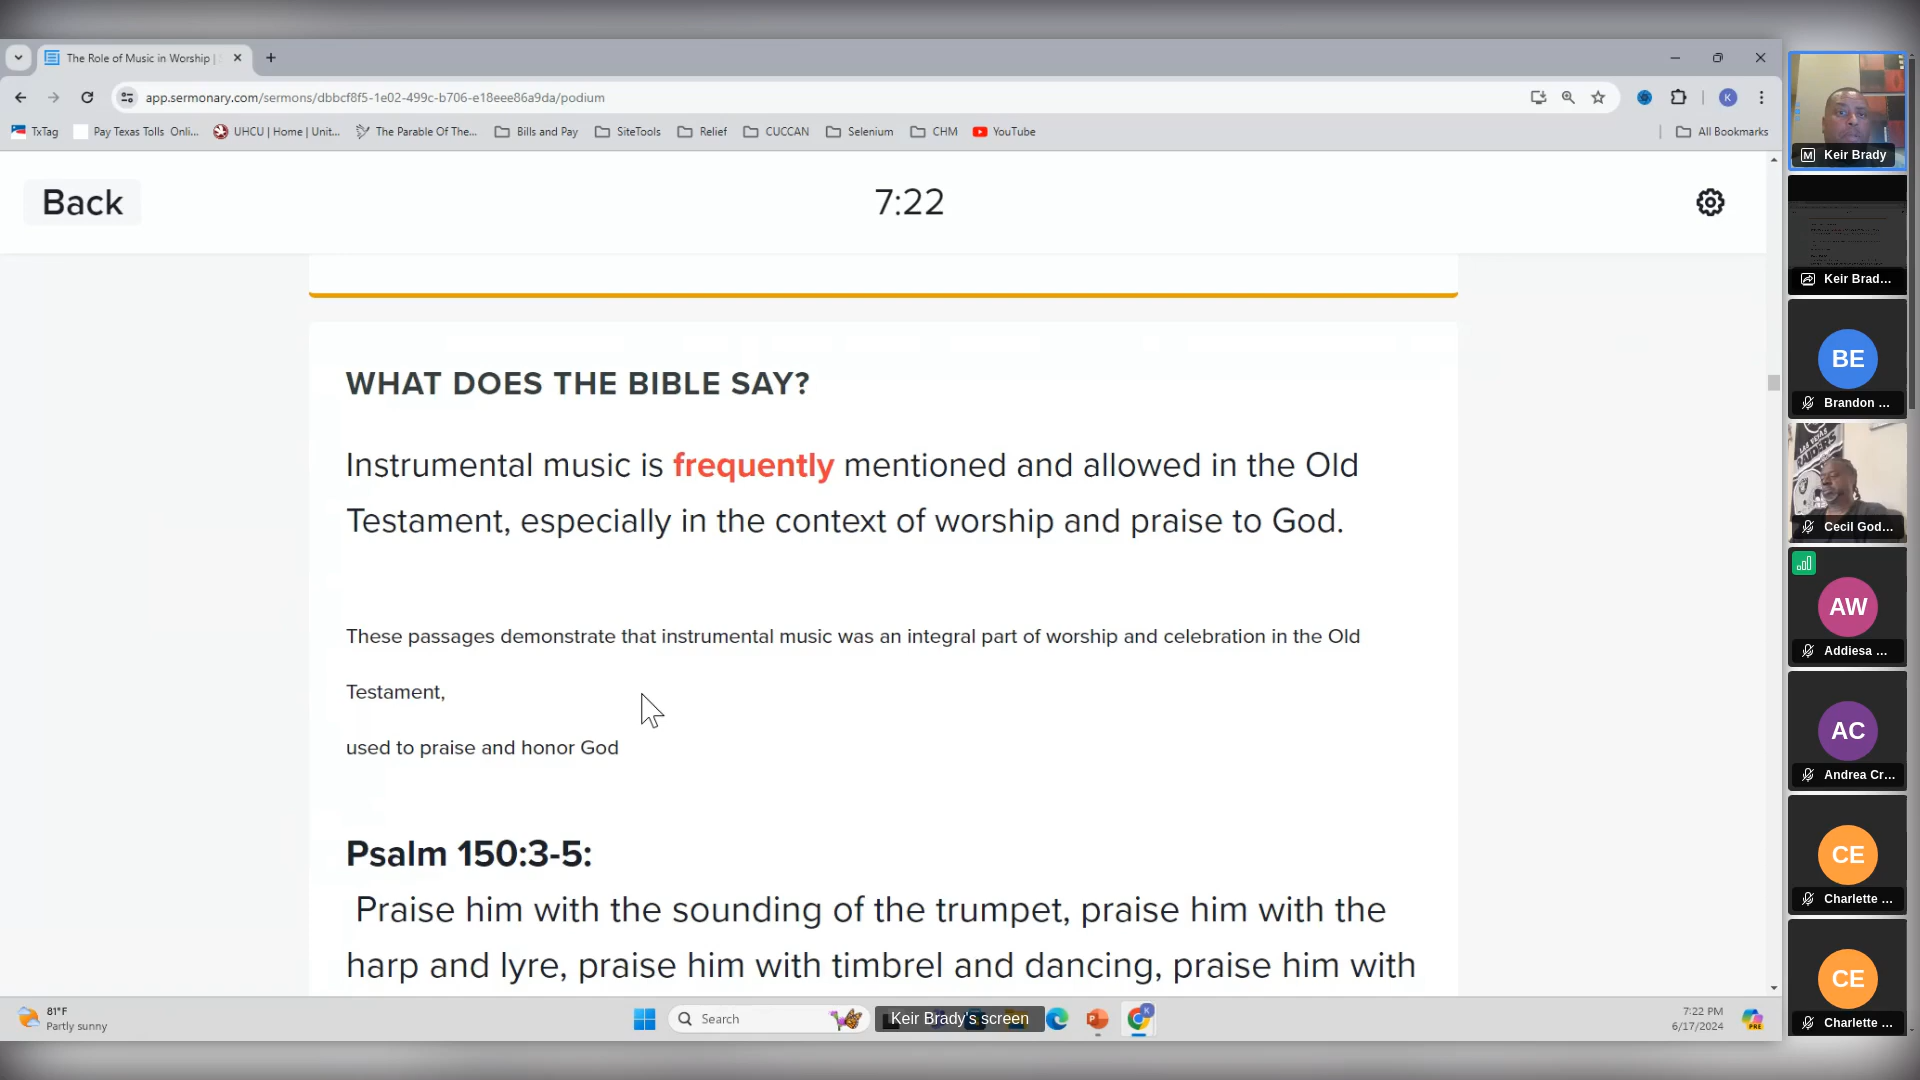 The Role of Music in Worship |
app.sermonary.com/sermons/dbbcf8f5-1e02-499c-b706-e18eee86a9da/podium
TxTag
Pay Texas Tolls Onli...
UHCU | Home | Unit...
The Parable Of The...
Bills and Pay
SiteTools
Relief
CUCCAN
Selenium
CHM
YouTube
All Bookmarks
K
Back
7:22
WHAT DOES THE BIBLE SAY?
Instrumental music is frequently mentioned and allowed in the Old
Testament, especially in the context of worship and praise to God.
These passages demonstrate that instrumental music was an integral part of worship and celebration in the Old
Testament,
used to praise and honor God
Psalm 150:3-5:
Praise him with the sounding of the trumpet, praise him with the
harp and lyre, praise him with timbrel and dancing, praise him with
81°F
Partly sunny
Search
Keir Brady's screen
K
7:22 PM
6/17/2024
PRE
M
Keir Brady
Keir Brad...
BE
Brandon ...
LAS VEGAS
RAIDERS
Cecil God...
AW
Addiesa ...
AC
Andrea Cr...
CE
Charlette ...
CE
Charlette ...